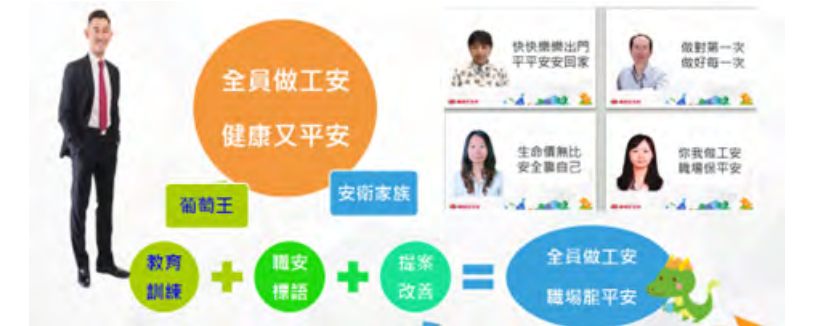 全員做工安
健康又平安
葡萄王
安衛家族
快快樂樂出門
平平安安回家
做對第一次
做好每一次
生命價無比
安全靠自己
你我做工安
職場保平安
教育
訓練
+
職安
標語
+
提案
改善
=
全員做工安
職場龍平安